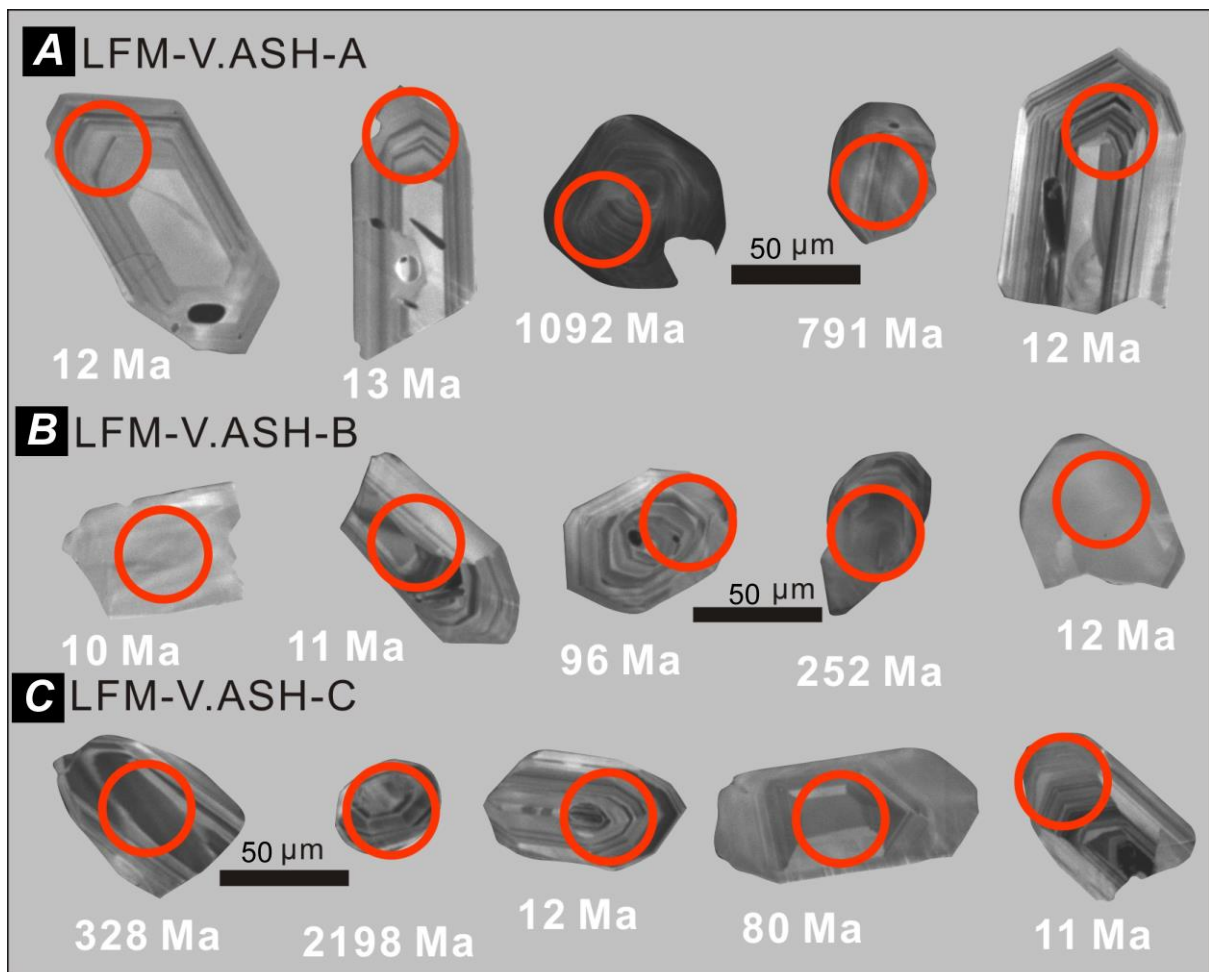 A LFM-V.ASH-A
50 µm
1092 Ma
791 Ma
12 Ma
12 Ma
13 Ma
B LFM-V.ASH-B
50 µm
10 Ma
11 Ma
96 Ma
252 Ma
12 Ma
C LFM-V.ASH-C
50 µm
328 Ma
2198 Ma
12 Ma
80 Ma
11 Ma